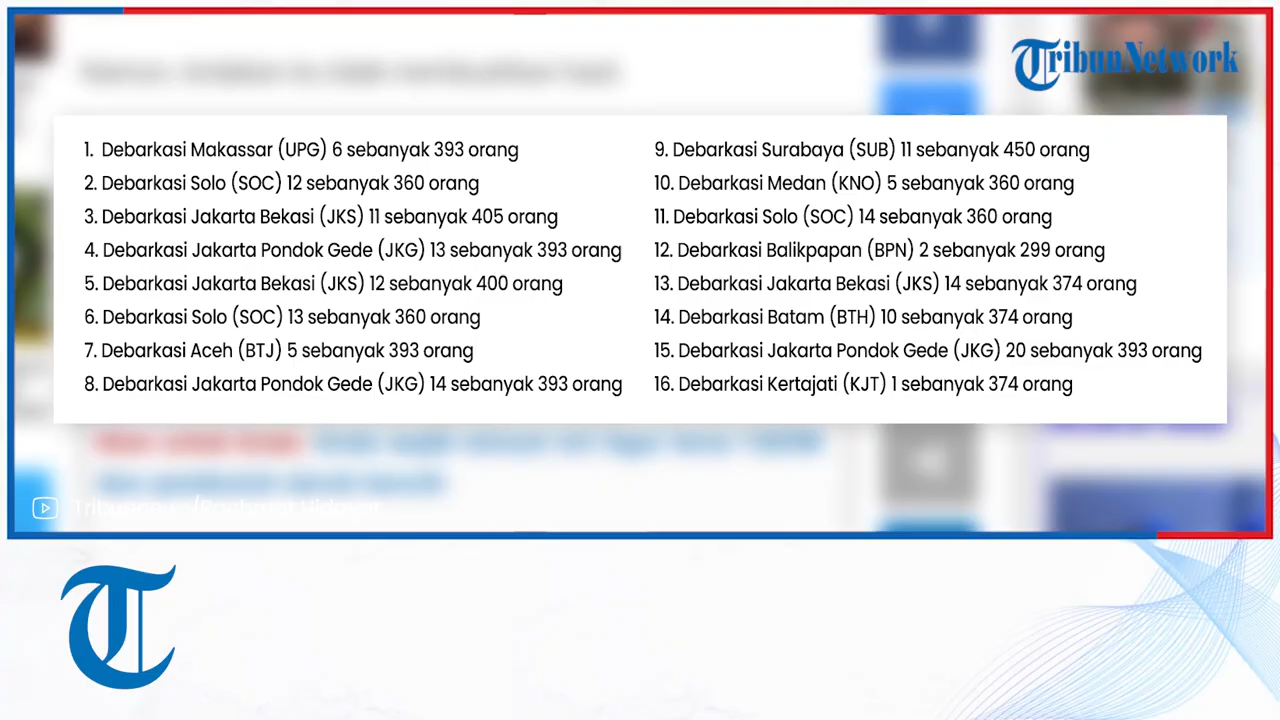 TribunNetwork
1. Debarkasi Makassar (UPG) 6 sebanyak 393 orang
2. Debarkasi Solo (SOC) 12 sebanyak 360 orang
3. Debarkasi Jakarta Bekasi (JKS) 11 sebanyak 405 orang
4. Debarkasi Jakarta Pondok Gede (JKG) 13 sebanyak 393 orang
5. Debarkasi Jakarta Bekasi (JKS) 12 sebanyak 400 orang
6. Debarkasi Solo (SOC) 13 sebanyak 360 orang
7. Debarkasi Aceh (BTJ) 5 sebanyak 393 orang
8. Debarkasi Jakarta Pondok Gede (JKG) 14 sebanyak 393 orang
9. Debarkasi Surabaya (SUB) 11 sebanyak 450 orang
10. Debarkasi Medan (KNO) 5 sebanyak 360 orang
11. Debarkasi Solo (SOC) 14 sebanyak 360 orang
12. Debarkasi Balikpapan (BPN) 2 sebanyak 299 orang
13. Debarkasi Jakarta Bekasi (JKS) 14 sebanyak 374 orang
14. Debarkasi Batam (BTH) 10 sebanyak 374 orang
15. Debarkasi Jakarta Pondok Gede (JKG) 20 sebanyak 393 orang
16. Debarkasi Kertajati (KJT) 1 sebanyak 374 orang
T